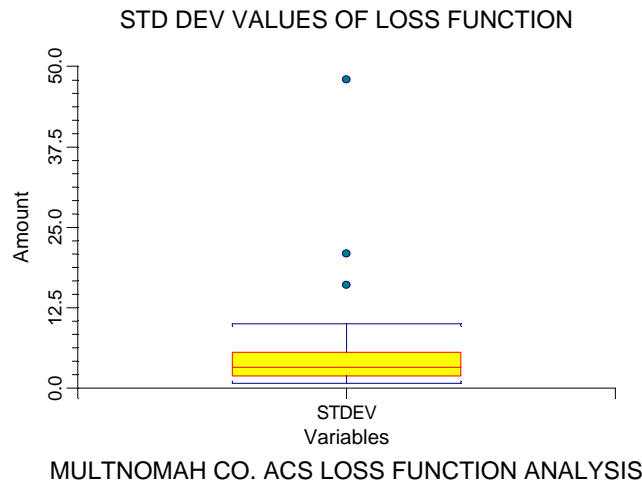 STD DEV VALUES OF LOSS FUNCTION
50.0
37.5
25.0
12.5
0.0
Amount
STDEV
Variables
MULTNOMAH CO. ACS LOSS FUNCTION ANALYSIS